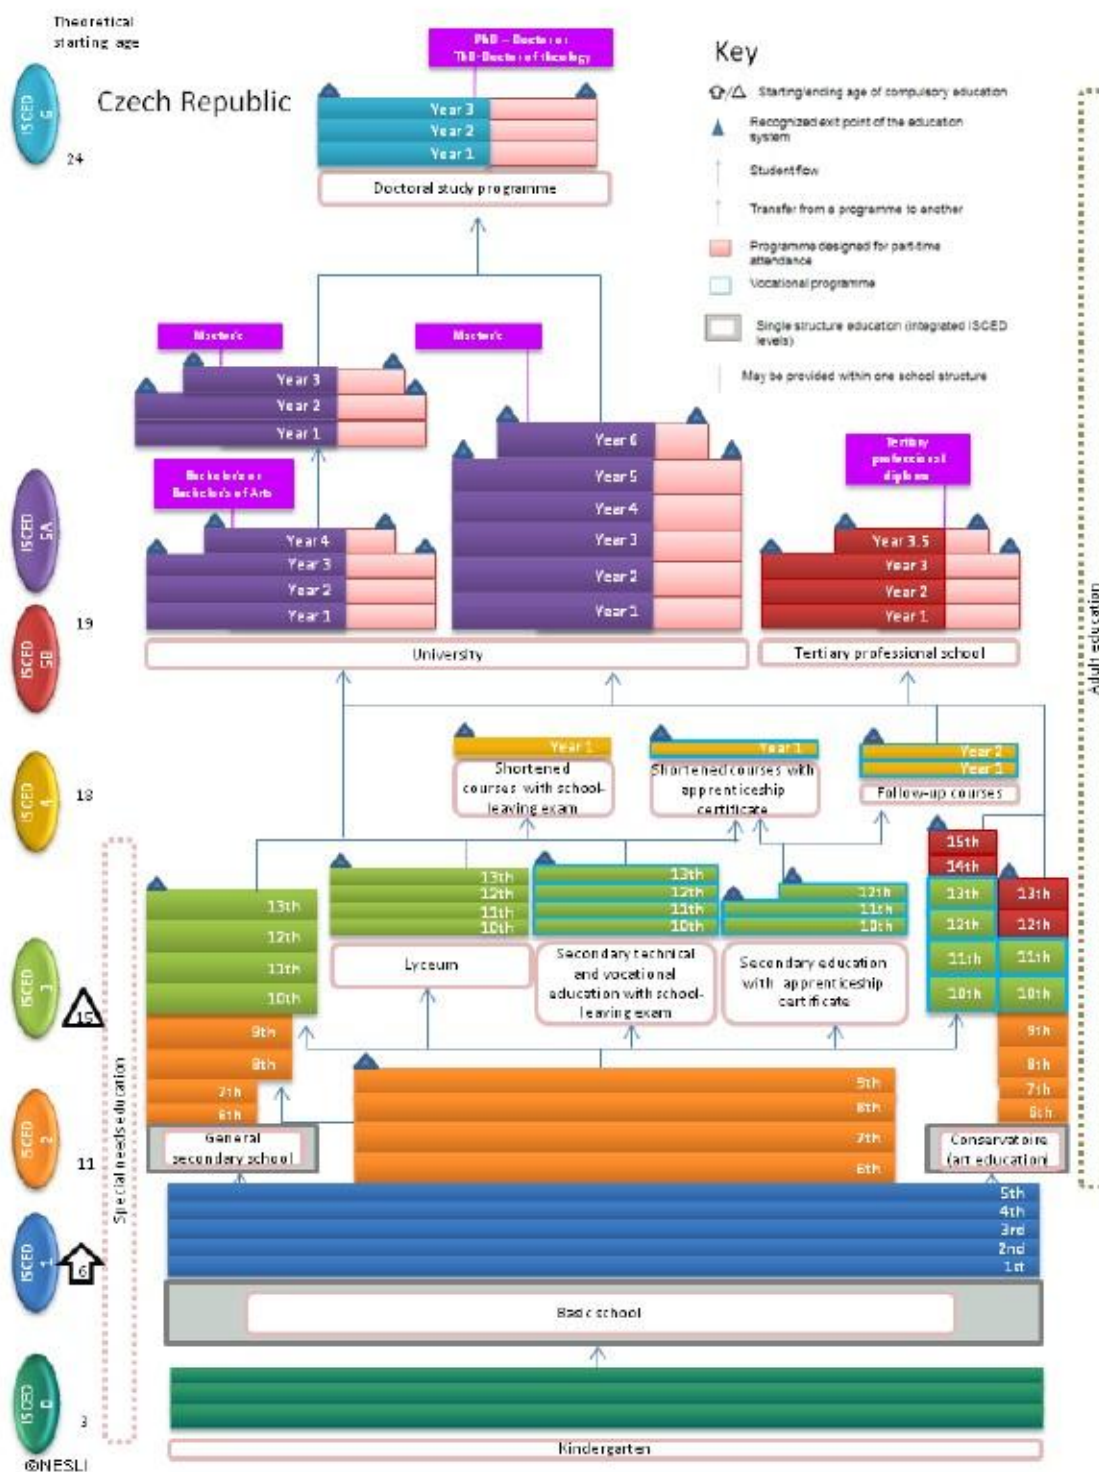 Theoretical
starting age
Czech Republic
ISCED
6
24
PhD – Doctor or
ThD-Doctor of theology
Year 3
Year 2
Year 1
Doctoral study programme
Key
Starting/ending age of compulsory education
Recognized exit point of the education
system
Student flow
Transfer from a programme to another
Programme designed for part-time
attendance
Vocational programme
Single structure education (integrated ISCED
levels)
May be provided within one school structure
Master's
Year 3
Year 2
Year 1
Master's
Year 6
Year 5
Year 4
Year 3
Year 2
Year 1
Bachelor's or
Bachelor's of Arts
Year 4
Year 3
Year 2
Year 1
Tertiary
professional
diploma
Year 3.5
Year 3
Year 2
Year 1
ISCED
5A
19
ISCED
5B
University
Tertiary professional school
Adult education
ISCED
4
18
Year 1
Shortened
courses with school-
leaving exam
Year 1
Shortened courses with
apprenticeship
certificate
Year 2
Year 1
Follow-up courses
13th
12th
11th
10th
9th
8th
7th
6th
General
secondary school
13th
12th
11th
10th
Lyceum
13th
12th
11th
10th
Secondary technical
and vocational
education with school-
leaving exam
12th
11th
10th
Secondary education
with apprenticeship
certificate
15th
14th
13th
12th
11th
10th
13th
12th
11th
10th
9th
8th
7th
6th
Conservatoire
(art education)
ISCED
3
15
Special needs education
9th
8th
7th
6th
ISCED
2
11
5th
4th
3rd
2nd
1st
ISCED
1
6
Basic school
ISCED
0
3
Kindergarten
©NESLI